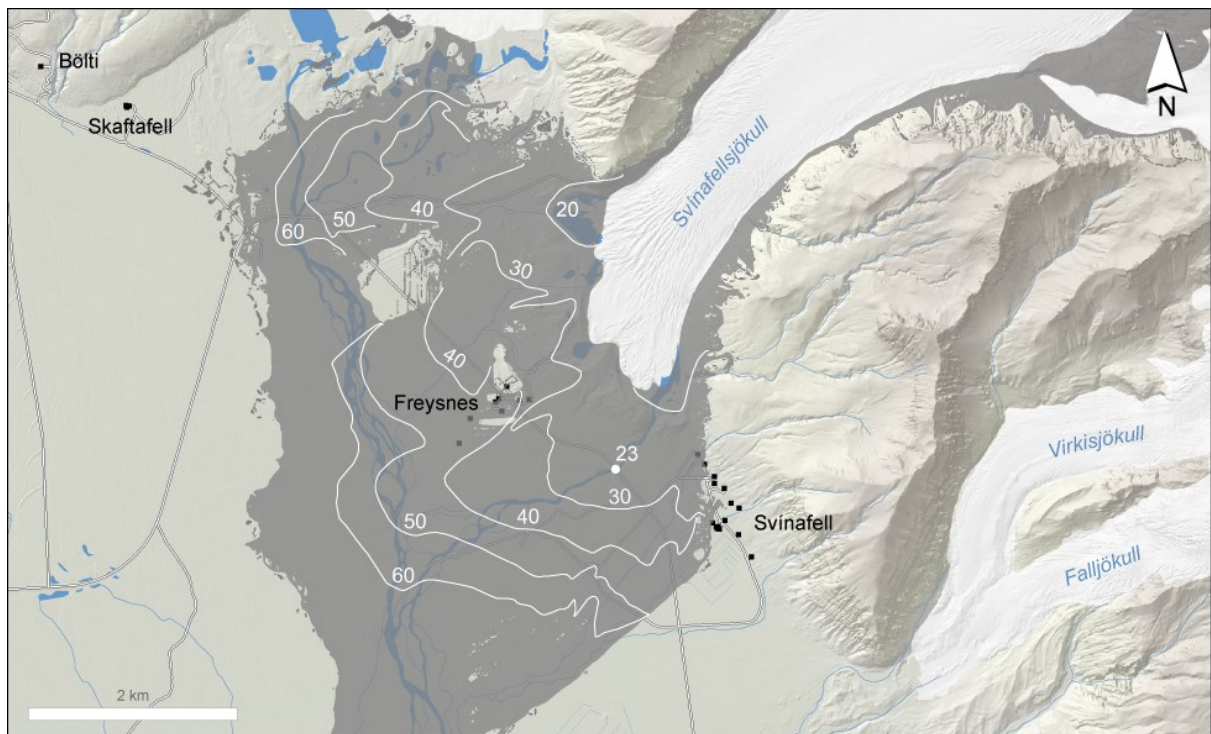 Bölti
Skaftafell
N
Svínafellsjökull
20
40
50
60
30
40
Freysnes
Virkisjökull
23
30
40
50
Svínafell
60
Falljökull
2 km